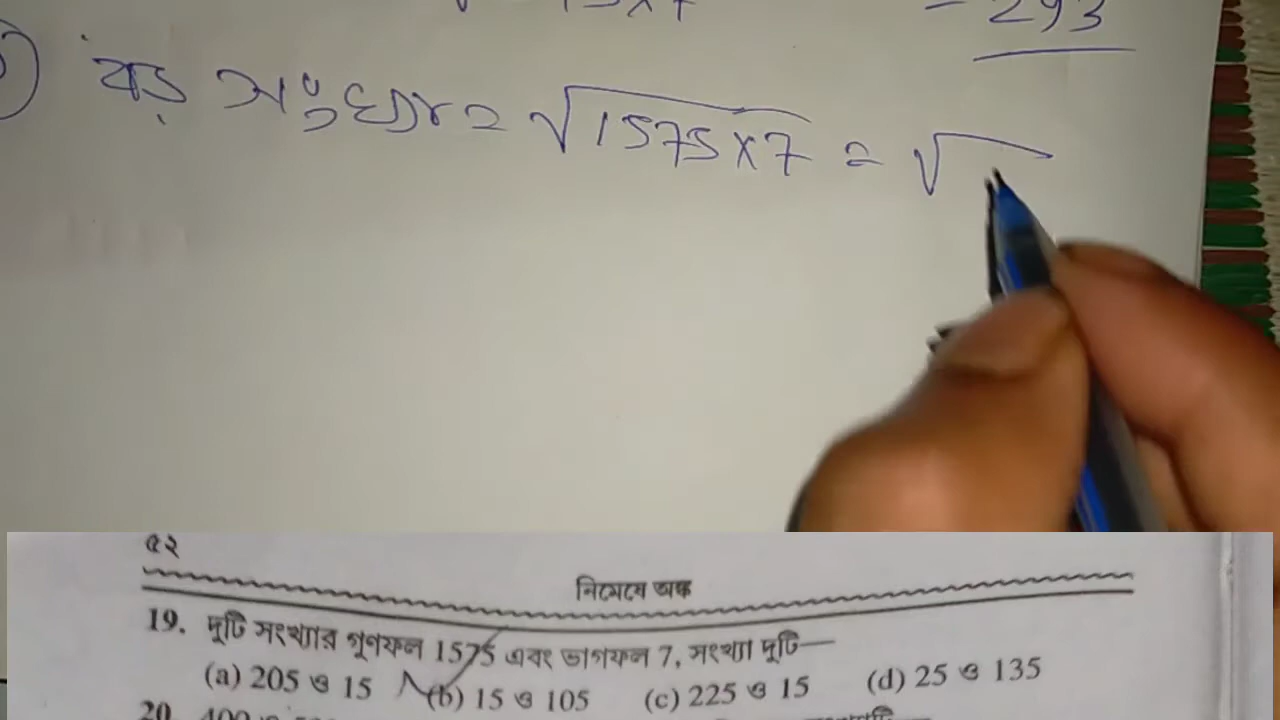 = 293
বড় সংখ্যা = √1575×7 = √
৫২
নিমেষে অঙ্ক
19. দুটি সংখ্যার গুণফল 1575 এবং ভাগফল 7, সংখ্যা দুটি—
(a) 205 ও 15 (b) 15 ও 105 (c) 225 ও 15 (d) 25 ও 135
20.